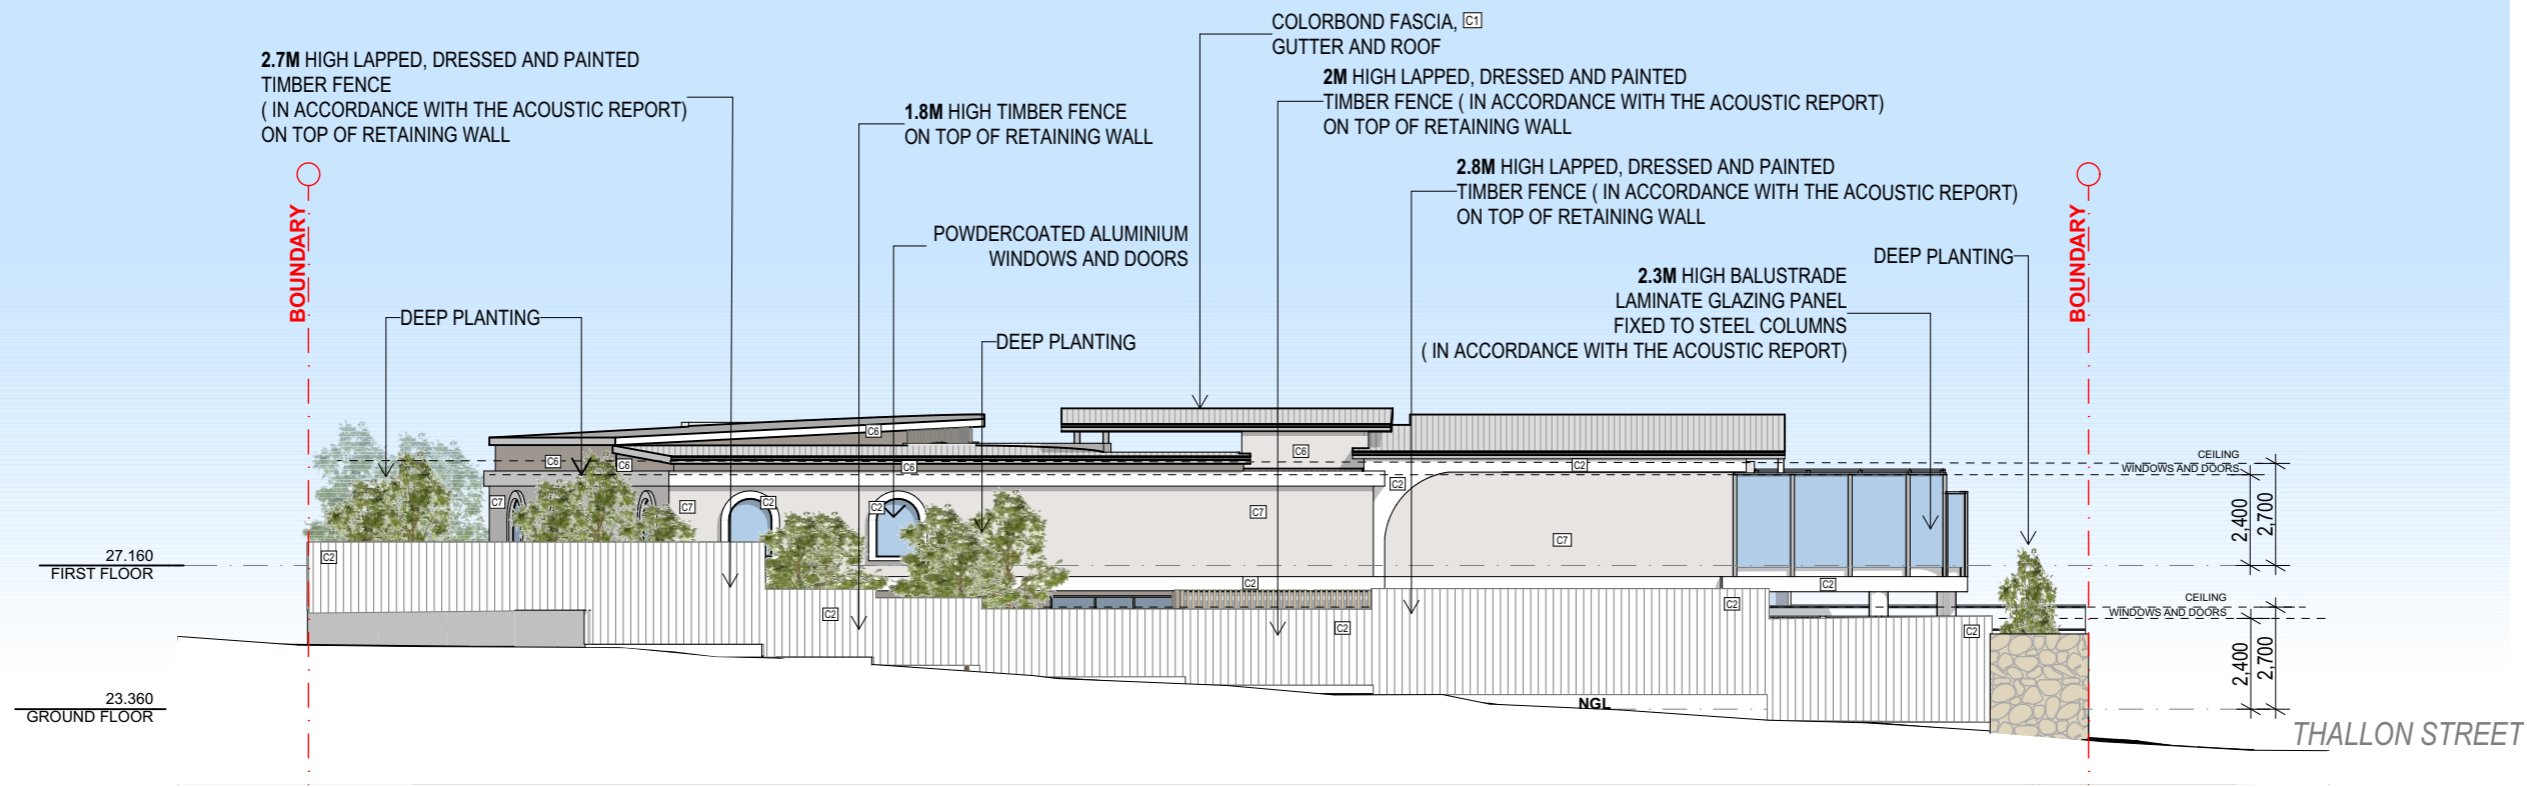 COLORBOND FASCIA, C1
GUTTER AND ROOF
2.7M HIGH LAPPED, DRESSED AND PAINTED
TIMBER FENCE
( IN ACCORDANCE WITH THE ACOUSTIC REPORT)
ON TOP OF RETAINING WALL
1.8M HIGH TIMBER FENCE
ON TOP OF RETAINING WALL
2M HIGH LAPPED, DRESSED AND PAINTED
TIMBER FENCE ( IN ACCORDANCE WITH THE ACOUSTIC REPORT)
ON TOP OF RETAINING WALL
2.8M HIGH LAPPED, DRESSED AND PAINTED
TIMBER FENCE ( IN ACCORDANCE WITH THE ACOUSTIC REPORT)
ON TOP OF RETAINING WALL
BOUNDARY
POWDERCOATED ALUMINIUM
WINDOWS AND DOORS
DEEP PLANTING
BOUNDARY
2.3M HIGH BALUSTRADE
LAMINATE GLAZING PANEL
FIXED TO STEEL COLUMNS
( IN ACCORDANCE WITH THE ACOUSTIC REPORT)
DEEP PLANTING
DEEP PLANTING
C6
C6
C6
C6
C6
C2
C2
C7
C7
C2
C2
C7
C7
CEILING
WINDOWS AND DOORS
2,400
2,700
C2
27.160
FIRST FLOOR
C2
C2
C2
C2
C2
C2
CEILING
WINDOWS AND DOORS
2,400
2,700
23.360
GROUND FLOOR
NGL
THALLON STREET